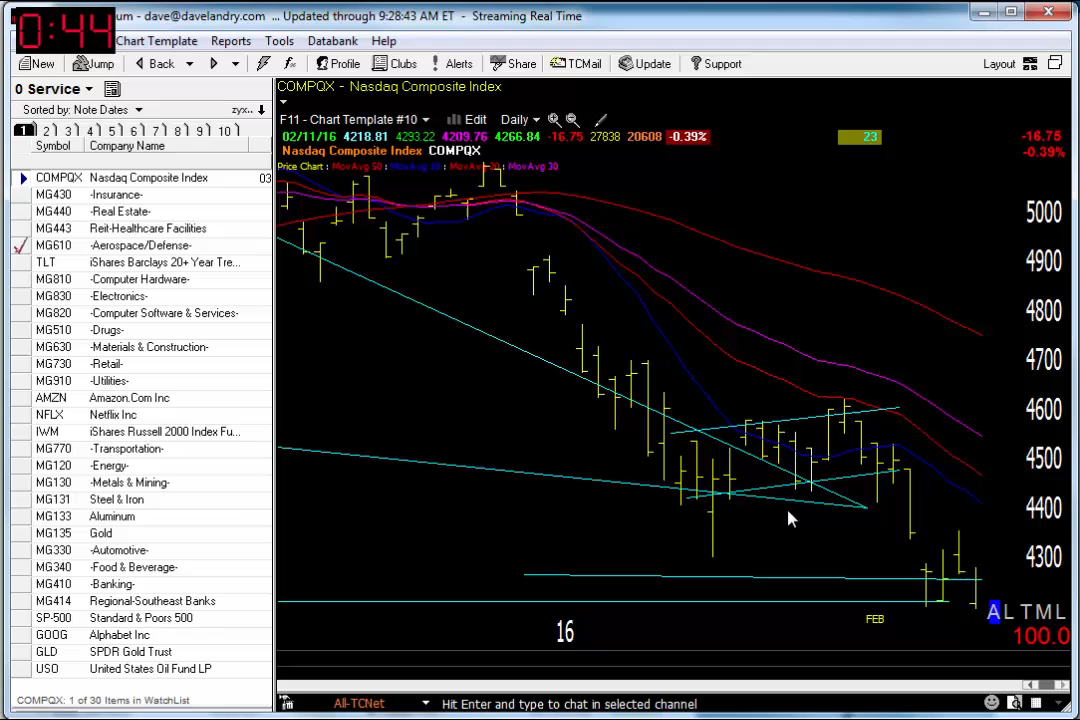 0:44
um - dave@davelandry.com ... Updated through 9:28:43 AM ET - Streaming Real Time
Chart Template Reports Tools Databank Help
New Jump Back Profile Clubs Alerts Share TCMail Update Support Layout
0 Service
Sorted by: Note Dates zyx..
1 2 3 4 5 6 7 8 9 10
Symbol Company Name
COMPQX Nasdaq Composite Index 03
MG430 -Insurance-
MG440 -Real Estate-
MG443 Reit-Healthcare Facilities
MG610 -Aerospace/Defense-
TLT iShares Barclays 20+ Year Tre...
MG810 -Computer Hardware-
MG830 -Electronics-
MG820 -Computer Software & Services-
MG510 -Drugs-
MG630 -Materials & Construction-
MG730 -Retail-
MG910 -Utilities-
AMZN Amazon.Com Inc
NFLX Netflix Inc
IWM iShares Russell 2000 Index Fu...
MG770 -Transportation-
MG120 -Energy-
MG130 -Metals & Mining-
MG131 Steel & Iron
MG133 Aluminum
MG135 Gold
MG330 -Automotive-
MG340 -Food & Beverage-
MG410 -Banking-
MG414 Regional-Southeast Banks
SP-500 Standard & Poors 500
GOOG Alphabet Inc
GLD SPDR Gold Trust
USO United States Oil Fund LP
COMPQX: 1 of 30 Items in WatchList
COMPQX - Nasdaq Composite Index
F11 - Chart Template #10 Edit Daily
02/11/16 4218.81 4293.22 4209.76 4266.84 -16.75 27838 20608 -0.39% 23 -16.75
-0.39%
Nasdaq Composite Index COMPQX
Price Chart : MovAvg 50 : MovAvg 10 : MovAvg 20 : MovAvg 30
5000
4900
4800
4700
4600
4500
4400
4300
A L T M L
FEB
16
100.0
All-TCNet Hit Enter and type to chat in selected channel